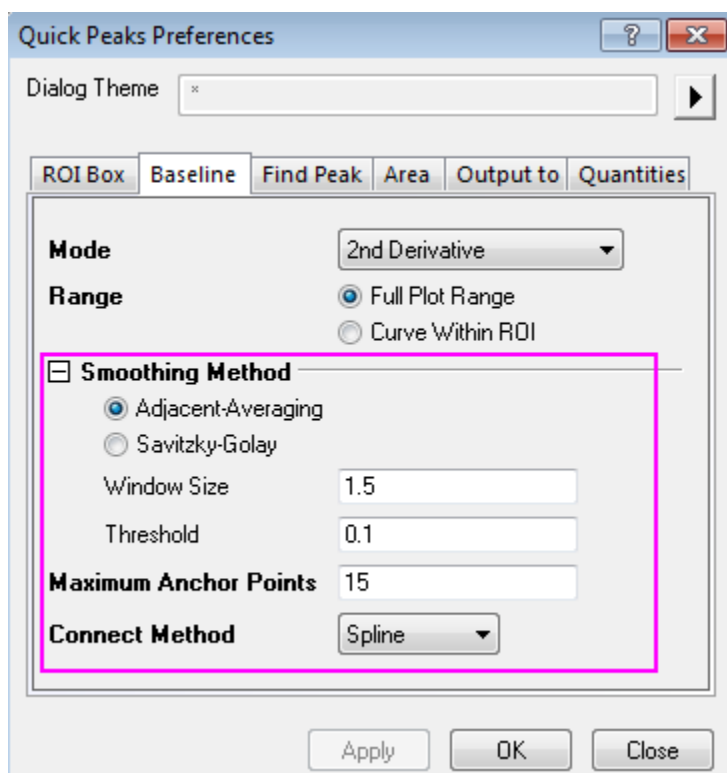 Quick Peaks Preferences
Dialog Theme *
ROI Box Baseline Find Peak Area Output to Quantities
Mode 2nd Derivative
Range Full Plot Range
Curve Within ROI
Smoothing Method
Adjacent-Averaging
Savitzky-Golay
Window Size 1.5
Threshold 0.1
Maximum Anchor Points 15
Connect Method Spline
Apply OK Close